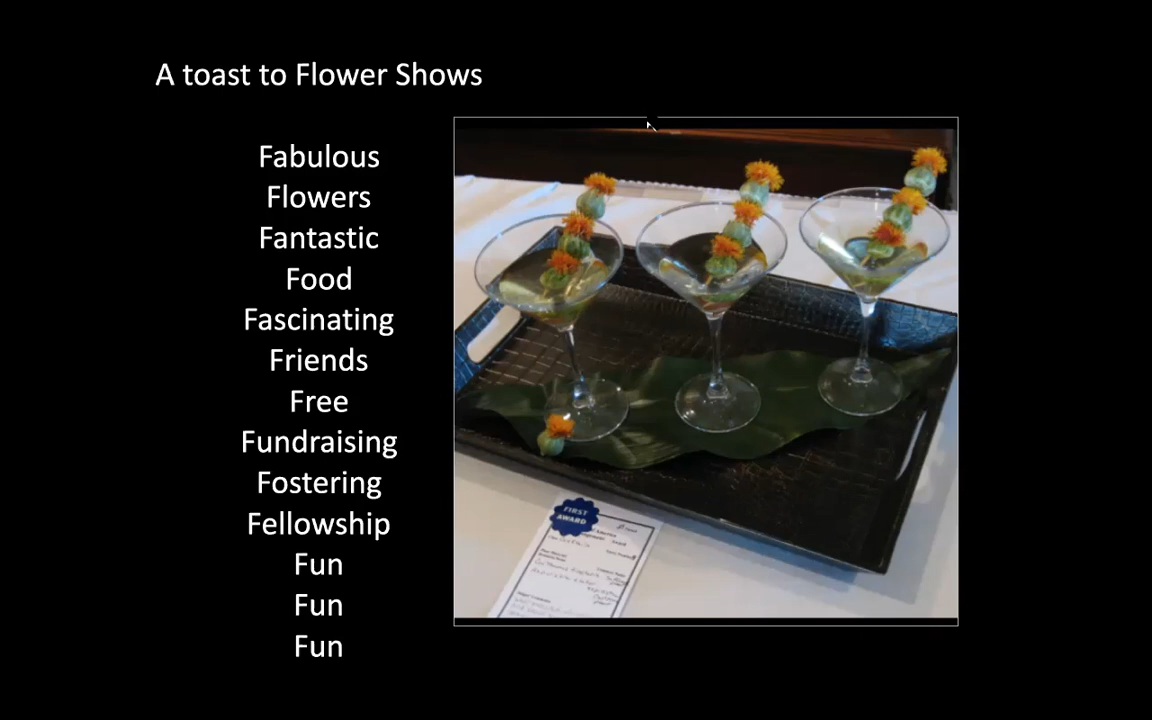 A toast to Flower Shows
Fabulous
Flowers
Fantastic
Food
Fascinating
Friends
Free
Fundraising
Fostering
Fellowship
Fun
Fun
Fun
FIRST
AWARD